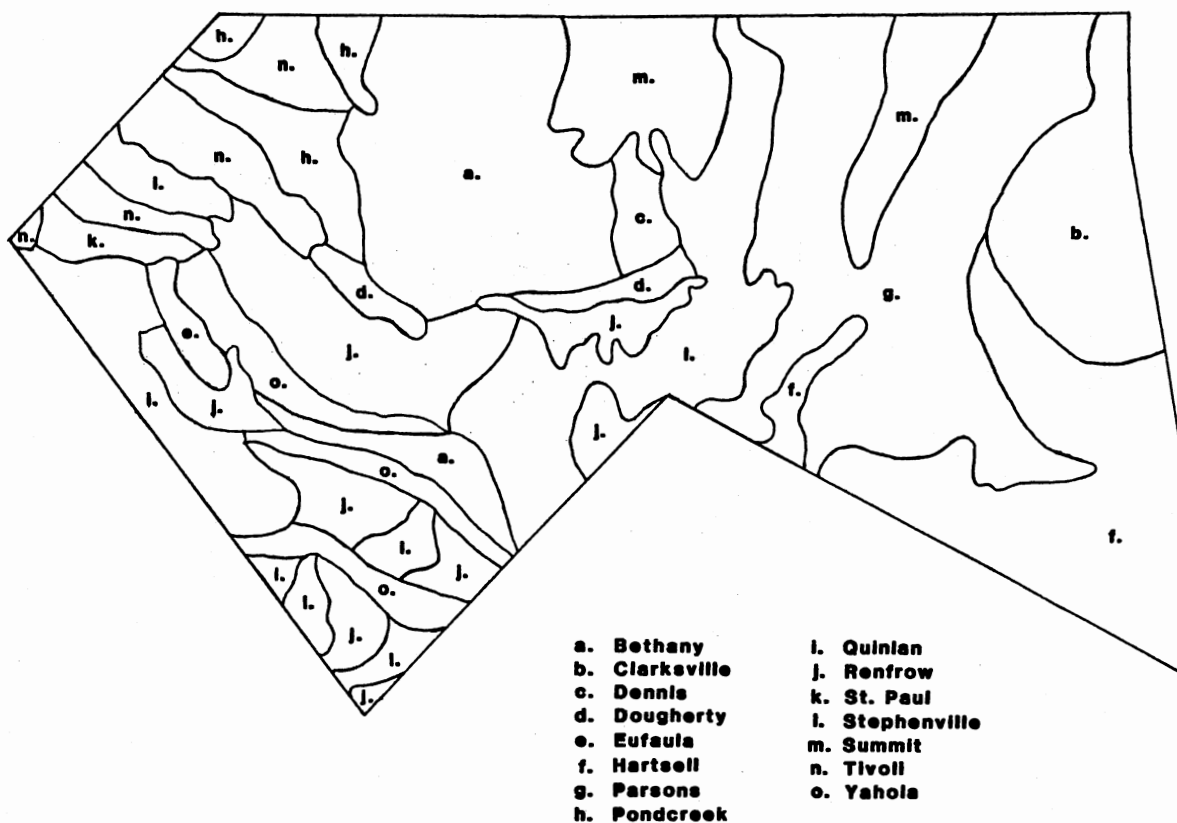 h.
n.
h.
m.
m.
a.
n.
h.
i.
c.
n.
n.
k.
b.
d.
d.
g.
e.
j.
j.
l.
o.
f.
i.
j.
j.
a.
o.
j.
f.
i.
j.
i.
o.
i.
j.
i.
j.
a. Bethany
b. Clarksville
c. Dennis
d. Dougherty
e. Eufaula
f. Hartsell
g. Parsons
h. Pondcreek
i. Quinlan
j. Renfrow
k. St. Paul
l. Stephenville
m. Summit
n. Tivoli
o. Yahola